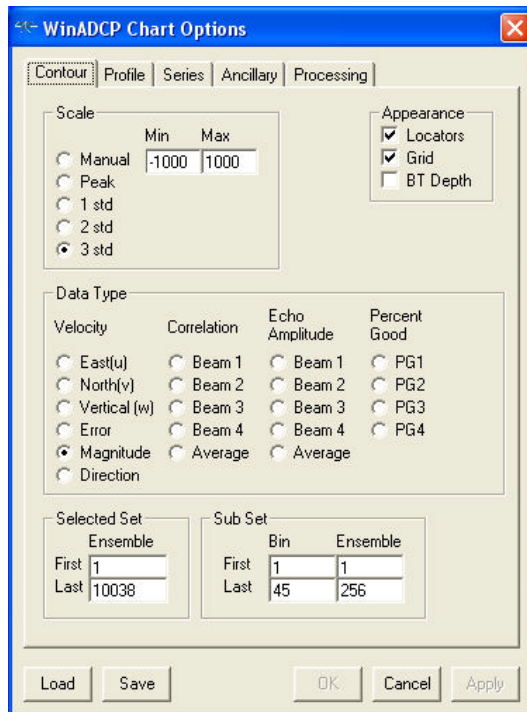 WinADCP Chart Options
Contour Profile Series Ancillary Processing
Scale
Min Max
Manual -1000 1000
Peak
1 std
2 std
3 std
Appearance
Locators
Grid
BT Depth
Data Type
Velocity Correlation Echo Amplitude Percent Good
East(u) Beam 1 Beam 1 PG1
North(v) Beam 2 Beam 2 PG2
Vertical (w) Beam 3 Beam 3 PG3
Error Beam 4 Beam 4 PG4
Magnitude Average Average
Direction
Selected Set
Ensemble
First 1
Last 10038
Sub Set
Bin Ensemble
First 1 1
Last 45 256
Load Save OK Cancel Apply